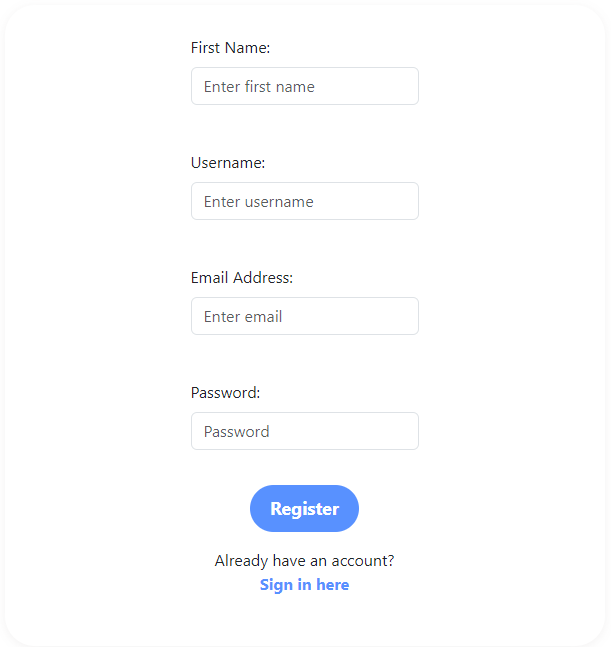 First Name:
Enter first name
Username:
Enter username
Email Address:
Enter email
Password:
Password
Register
Already have an account?
Sign in here